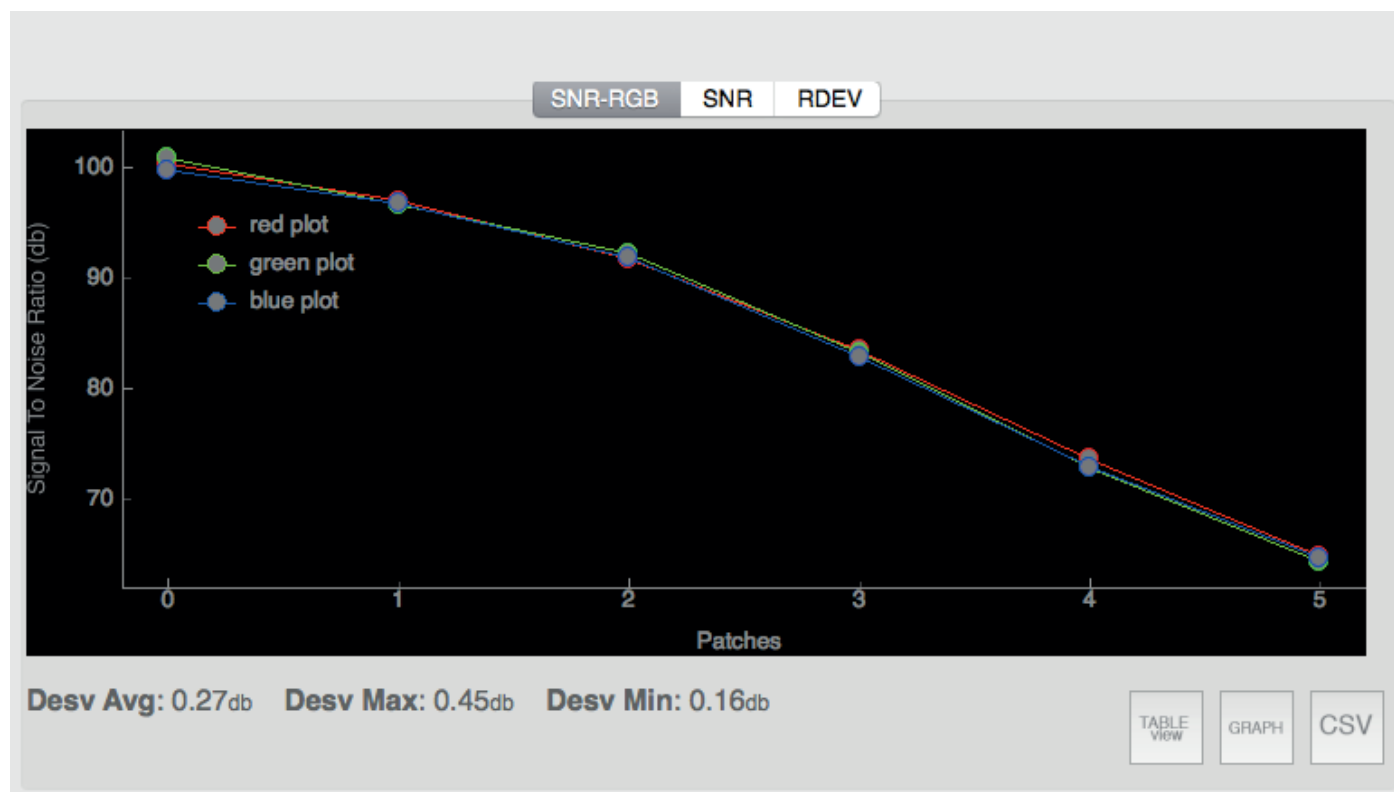 SNR-RGB SNR RDEV
100
90
80
70
Signal To Noise Ratio (db)
red plot
green plot
blue plot
0 1 2 3 4 5
Patches
Desv Avg: 0.27db Desv Max: 0.45db Desv Min: 0.16db
TABLE
view
GRAPH
CSV